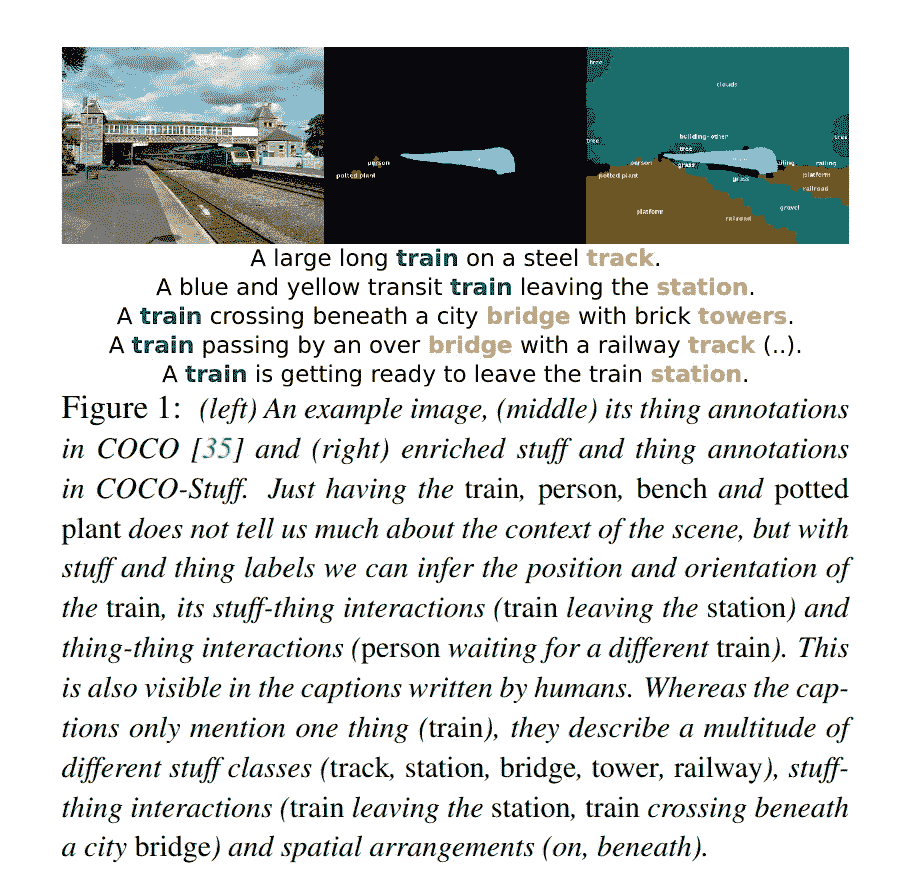 tree
clouds
building-other
tree
tree
tree
person
person
railing
grass
potted plant
potted plant
platform
grass
railroad
platform
gravel
railroad
A large long train on a steel track.
A blue and yellow transit train leaving the station.
A train crossing beneath a city bridge with brick towers.
A train passing by an over bridge with a railway track (..).
A train is getting ready to leave the train station.
Figure 1: (left) An example image, (middle) its thing annotations
in COCO [35] and (right) enriched stuff and thing annotations
in COCO-Stuff. Just having the train, person, bench and potted
plant does not tell us much about the context of the scene, but with
stuff and thing labels we can infer the position and orientation of
the train, its stuff-thing interactions (train leaving the station) and
thing-thing interactions (person waiting for a different train). This
is also visible in the captions written by humans. Whereas the cap-
tions only mention one thing (train), they describe a multitude of
different stuff classes (track, station, bridge, tower, railway), stuff-
thing interactions (train leaving the station, train crossing beneath
a city bridge) and spatial arrangements (on, beneath).